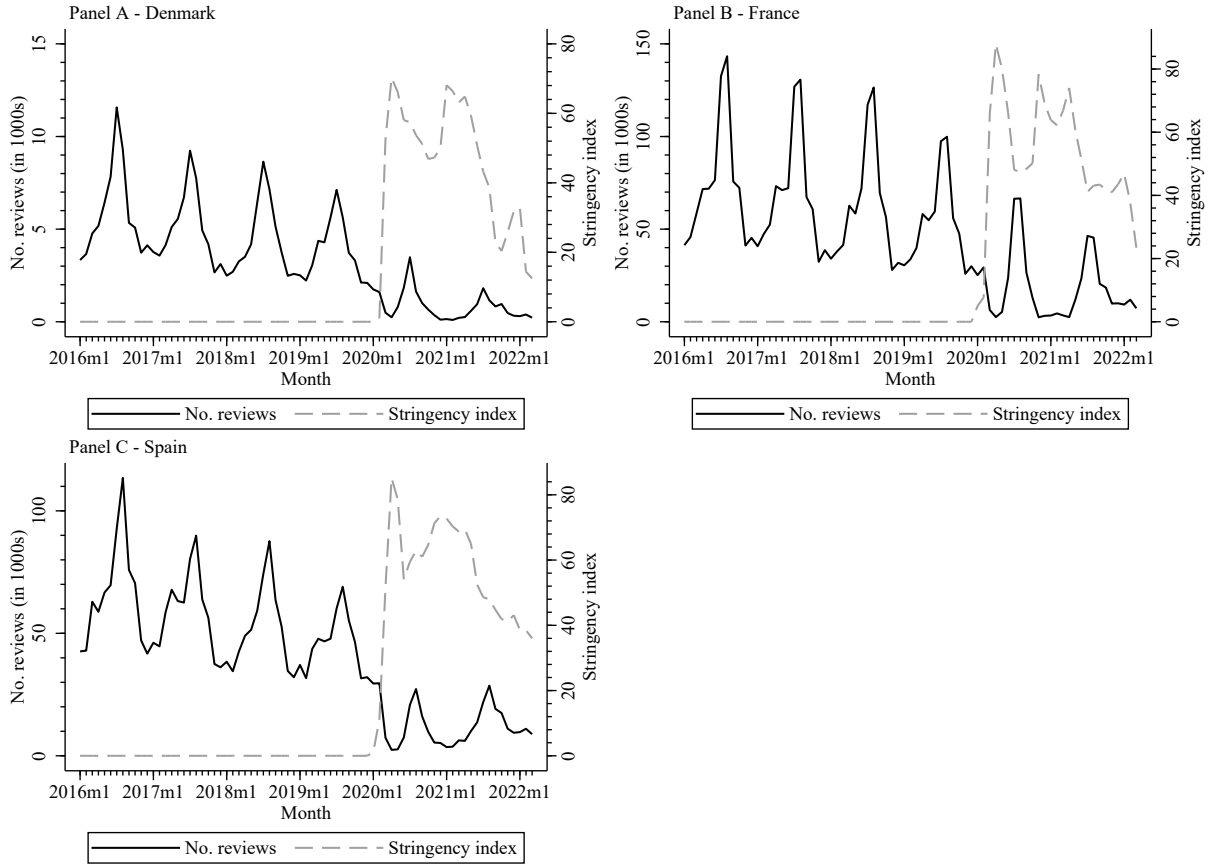 Panel A - Denmark
No. reviews (in 1000s)
0 5 10 15
Stringency index
0 20 40 60 80
2016m1 2017m1 2018m1 2019m1 2020m1 2021m1 2022m1
Month
No. reviews Stringency index
Panel B - France
No. reviews (in 1000s)
0 50 100 150
Stringency index
0 20 40 60 80
2016m1 2017m1 2018m1 2019m1 2020m1 2021m1 2022m1
Month
No. reviews Stringency index
Panel C - Spain
No. reviews (in 1000s)
0 50 100
Stringency index
0 20 40 60 80
2016m1 2017m1 2018m1 2019m1 2020m1 2021m1 2022m1
Month
No. reviews Stringency index